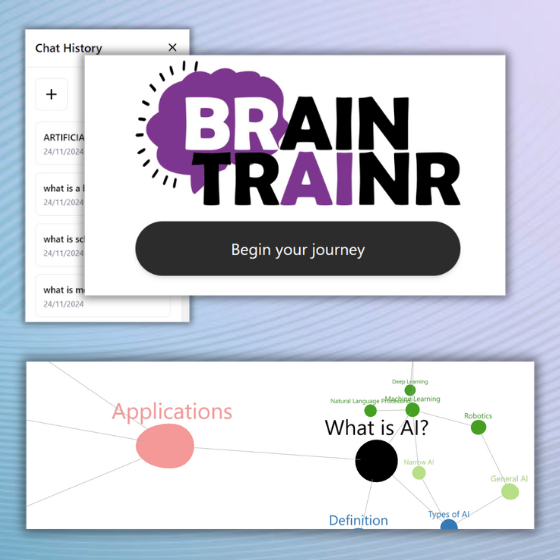 Chat History
×
+
ARTIFICIA
24/11/2024
what is a
24/11/2024
what is sc
24/11/2024
what is m
24/11/2024
BRAIN
TRAINR
Begin your journey
Applications
Deep Learning
Natural Language
Machine Learning
What is AI?
Robotics
Narrow AI
General AI
Definition
Types of AI